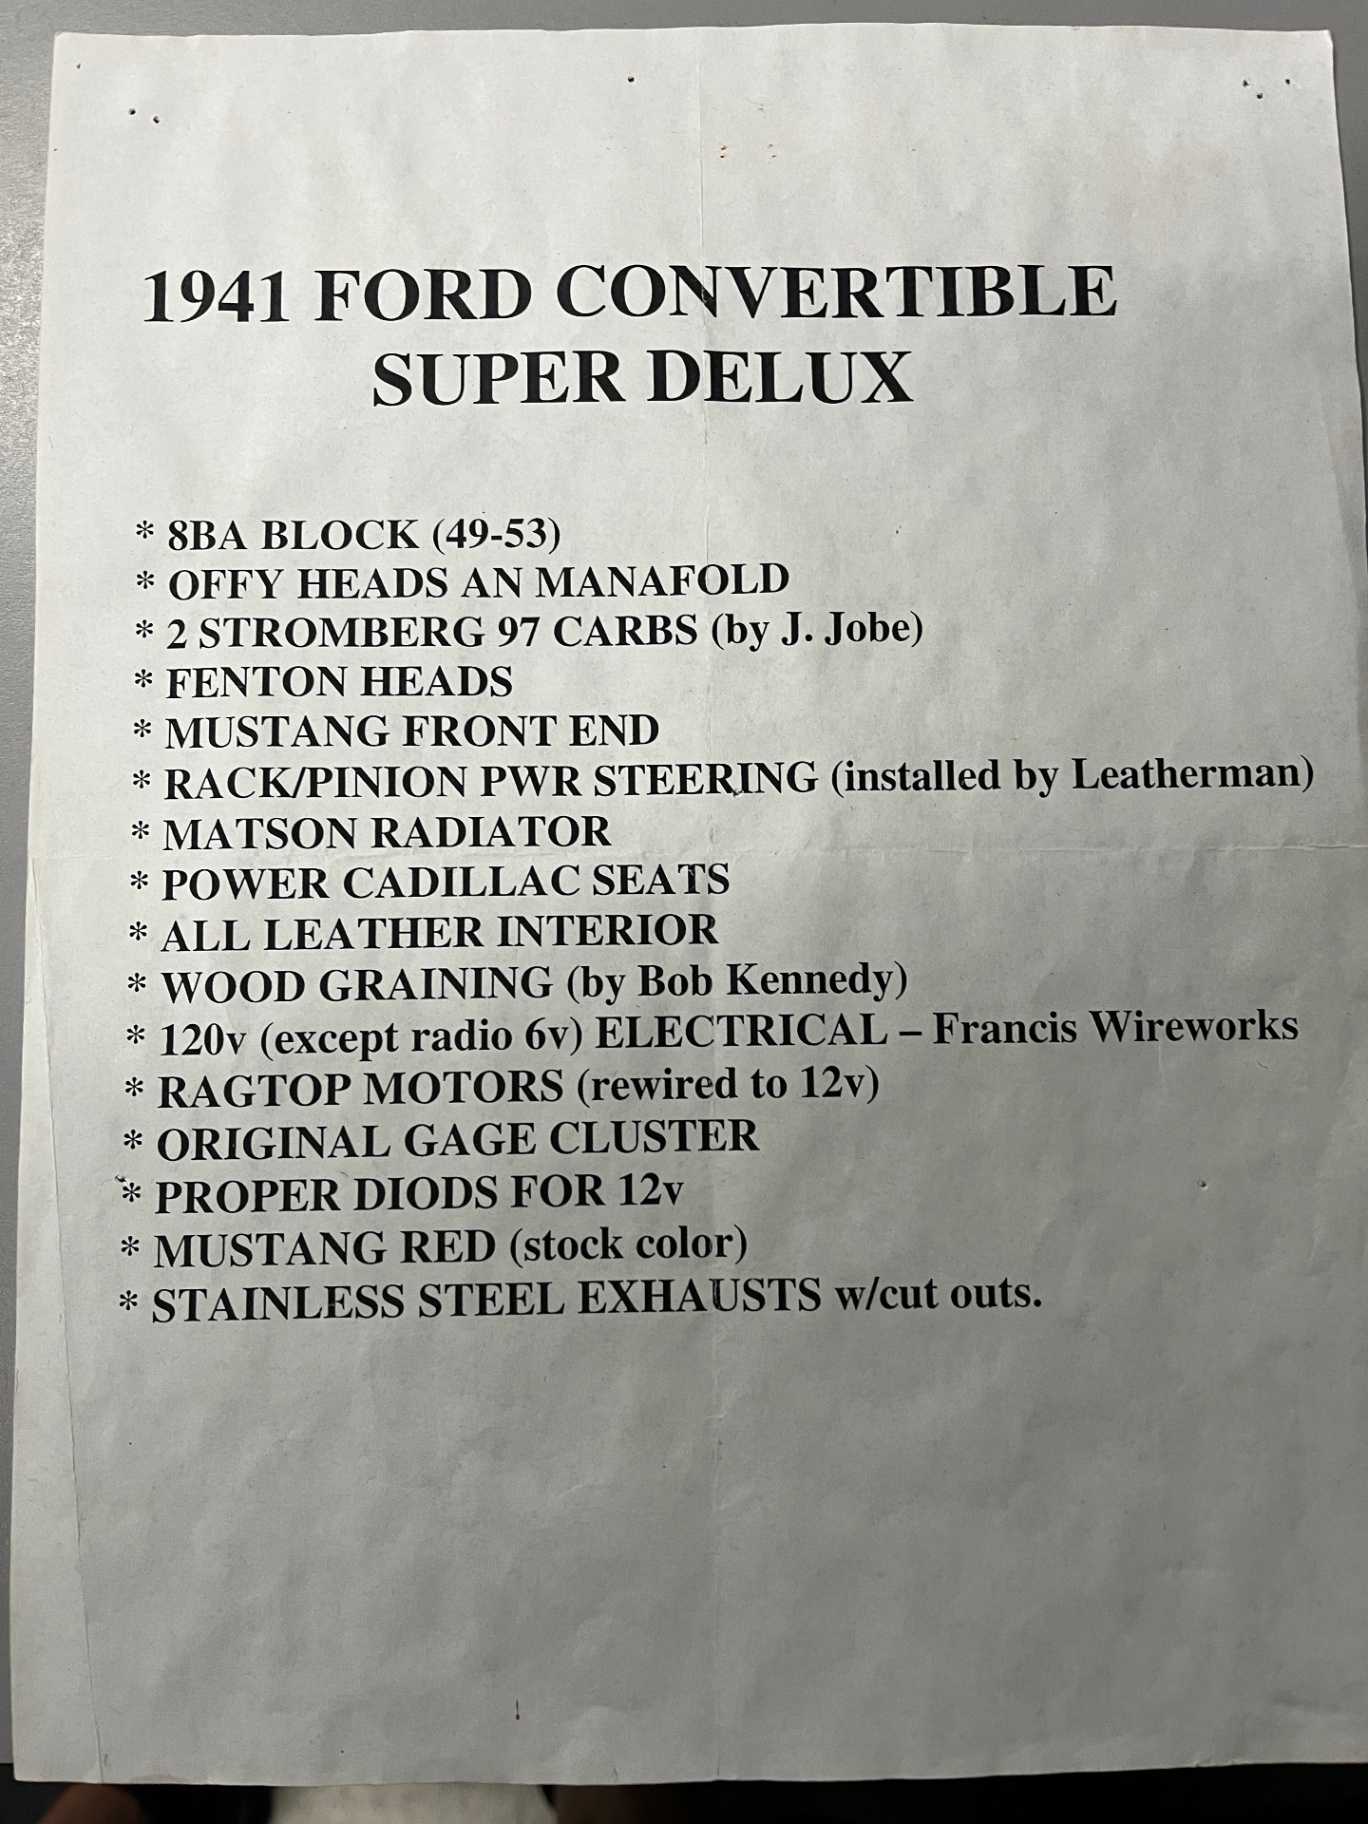 1941 FORD CONVERTIBLE
SUPER DELUX
* 8BA BLOCK (49-53)
* OFFY HEADS AN MANAFOLD
* 2 STROMBERG 97 CARBS (by J. Jobe)
* FENTON HEADS
* MUSTANG FRONT END
* RACK/PINION PWR STEERING (installed by Leatherman)
* MATSON RADIATOR
* POWER CADILLAC SEATS
* ALL LEATHER INTERIOR
* WOOD GRAINING (by Bob Kennedy)
* 120v (except radio 6v) ELECTRICAL – Francis Wireworks
* RAGTOP MOTORS (rewired to 12v)
* ORIGINAL GAGE CLUSTER
* PROPER DIODS FOR 12v
* MUSTANG RED (stock color)
* STAINLESS STEEL EXHAUSTS w/cut outs.